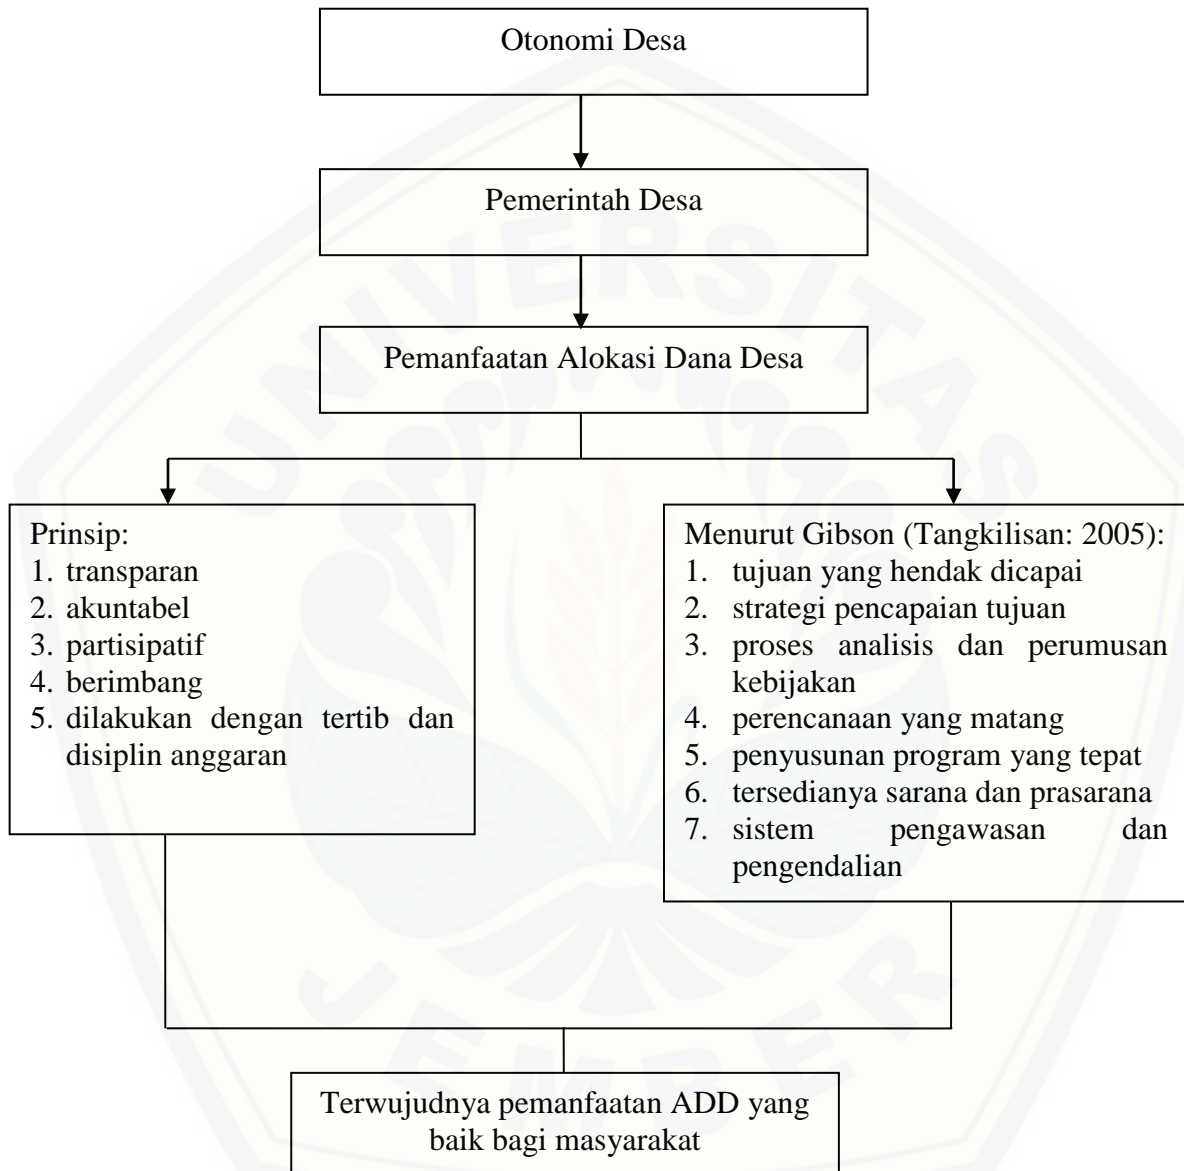 Otonomi Desa
Pemerintah Desa
Pemanfaatan Alokasi Dana Desa
Prinsip:
1. transparan
2. akuntabel
3. partisipatif
4. berimbang
5. dilakukan dengan tertib dan
disiplin anggaran
Menurut Gibson (Tangkilisan: 2005):
1. tujuan yang hendak dicapai
2. strategi pencapaian tujuan
3. proses analisis dan perumusan
kebijakan
4. perencanaan yang matang
5. penyusunan program yang tepat
6. tersedianya sarana dan prasarana
7. sistem pengawasan dan
pengendalian
Terwujudnya pemanfaatan ADD yang
baik bagi masyarakat
UNIVERSITAS
JEMBER